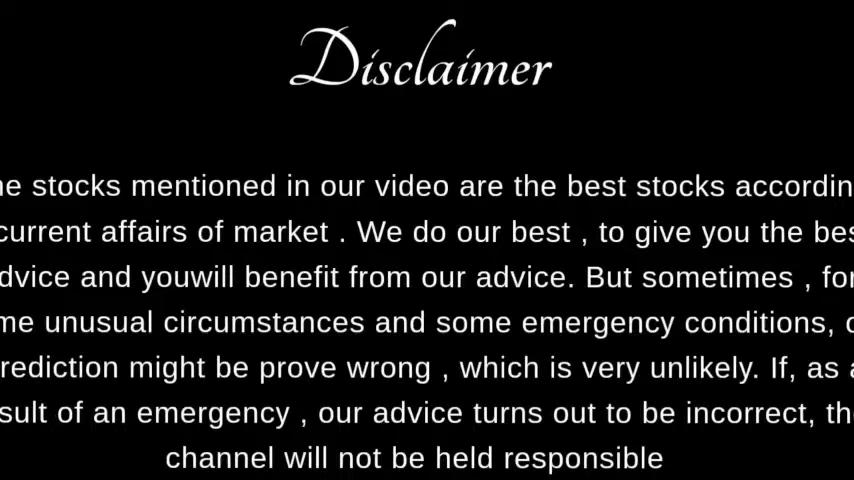 Disclaimer
he stocks mentioned in our video are the best stocks accordin
current affairs of market . We do our best , to give you the bes
dvice and youwill benefit from our advice. But sometimes , for
me unusual circumstances and some emergency conditions, o
rediction might be prove wrong , which is very unlikely. If, as a
sult of an emergency , our advice turns out to be incorrect, th
channel will not be held responsible